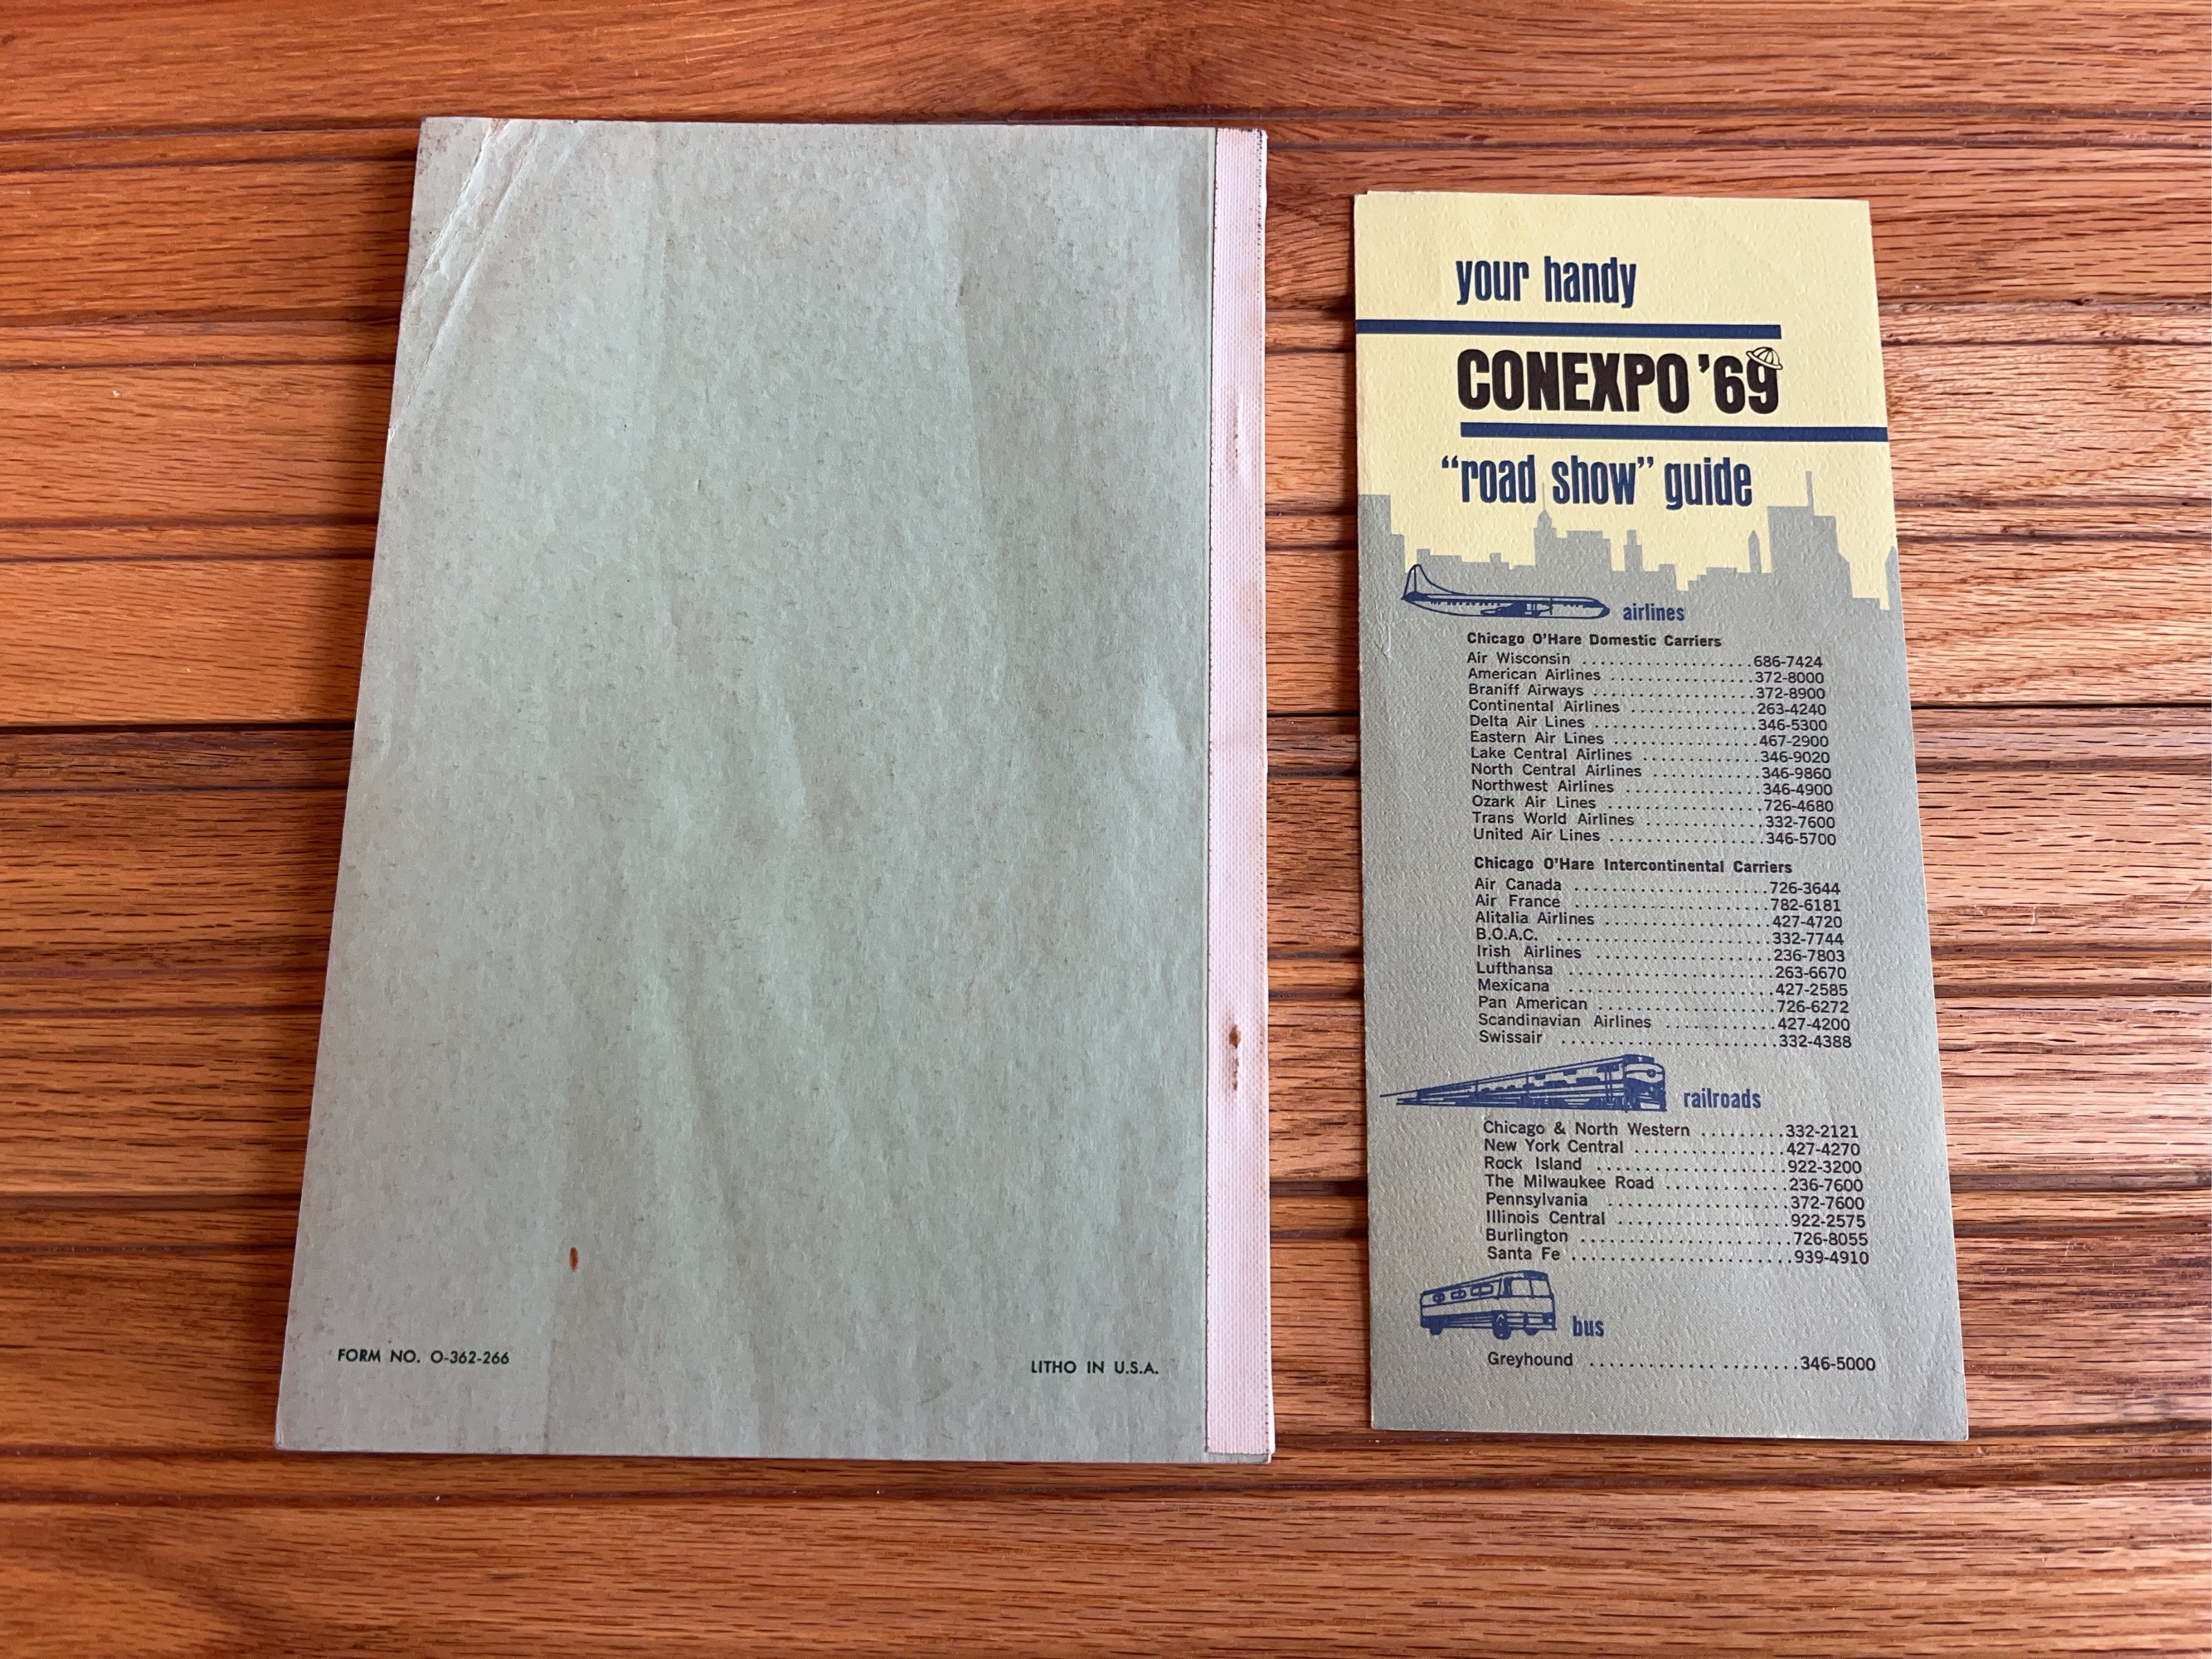 FORM NO. O-362-266
LITHO IN U.S.A.
your handy
CONEXPO '69
“road show” guide
airlines
Chicago O'Hare Domestic Carriers
Air Wisconsin ...................686-7424
American Airlines ................372-8000
Braniff Airways ..................372-8900
Continental Airlines ..............263-4240
Delta Air Lines ..................346-5300
Eastern Air Lines ................467-2900
Lake Central Airlines .............346-9020
North Central Airlines ............346-9860
Northwest Airlines ...............346-4900
Ozark Air Lines .................726-4680
Trans World Airlines ..............332-7600
United Air Lines ..................346-5700
Chicago O'Hare Intercontinental Carriers
Air Canada .....................726-3644
Air France ......................782-6181
Alitalia Airlines ..................427-4720
B.O.A.C. ........................332-7744
Irish Airlines ....................236-7803
Lufthansa .......................263-6670
Mexicana .......................427-2585
Pan American ....................726-6272
Scandinavian Airlines ............427-4200
Swissair ........................332-4388
railroads
Chicago & North Western .........332-2121
New York Central ................427-4270
Rock Island .....................922-3200
The Milwaukee Road .............236-7600
Pennsylvania ....................372-7600
Illinois Central ...................922-2575
Burlington .......................726-8055
Santa Fe ........................939-4910
bus
Greyhound .......................346-5000